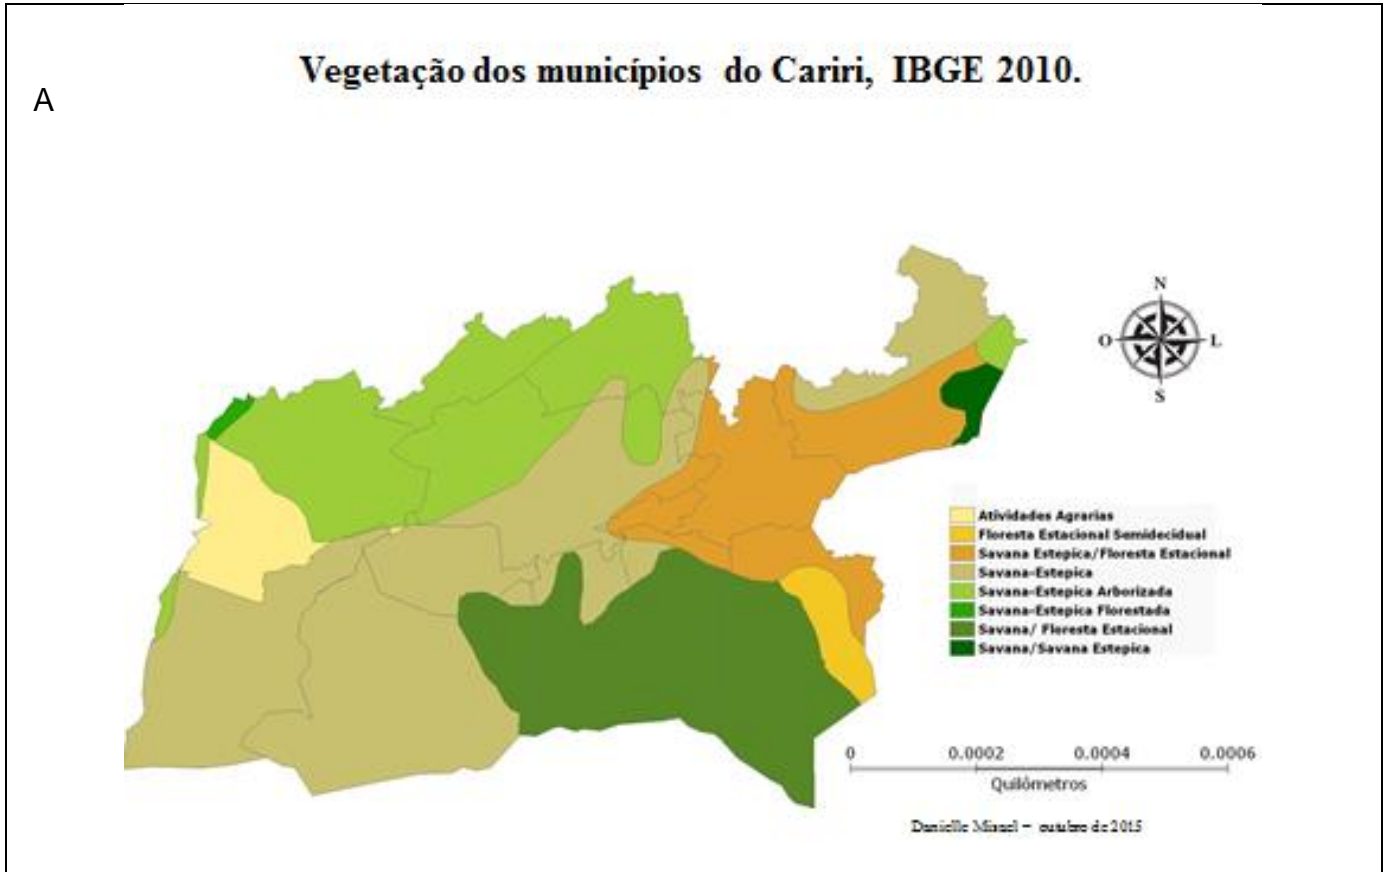 Vegetação dos municípios do Cariri, IBGE 2010.
A
N
O L
S
Atividades Agrarias
Floresta Estacional Semidecidual
Savana Estepica/Floresta Estacional
Savana-Estepica
Savana-Estepica Arborizada
Savana-Estepica Florestada
Savana/ Floresta Estacional
Savana/Savana Estepica
0 0.0002 0.0004 0.0006
Quilômetros
Danielle – outubro de 2015